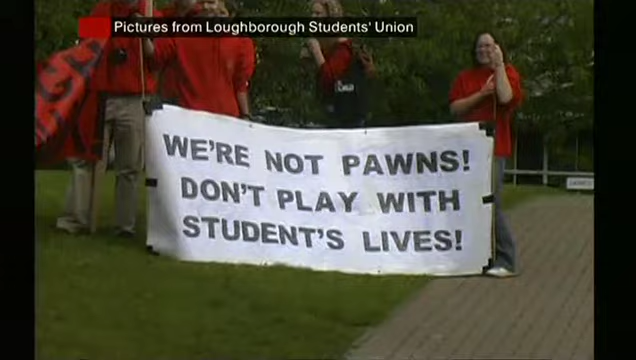 Pictures from Loughborough Students' Union
WE'RE NOT PAWNS!
DON'T PLAY WITH
STUDENT'S LIVES!